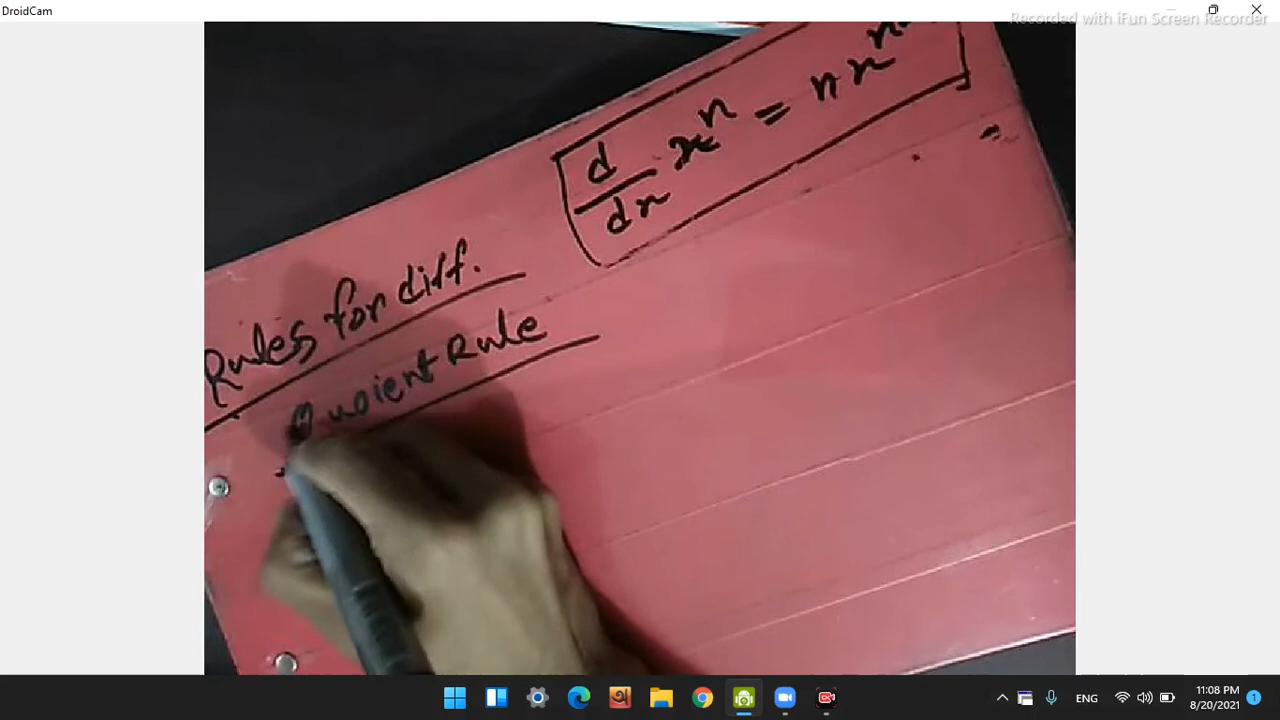 DroidCam
Recorded with iFun Screen Recorder
d/dx x^n = n x^n
Rules for diff.
Quoient Rule
ENG
11:08 PM
8/20/2021
1